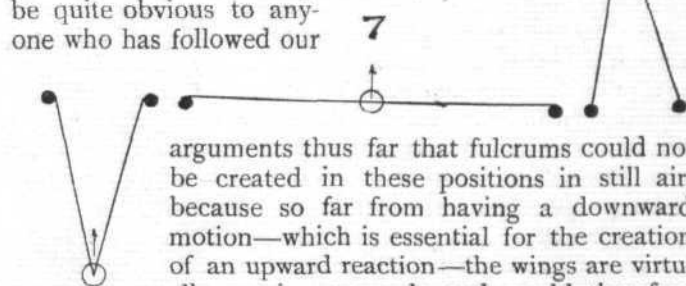 be quite obvious to any-
one who has followed our
7
arguments thus far that fulcrums could no
be created in these positions in still air
because so far from having a downward
motion—which is essential for the creation
of an upward reaction—the wings are virtu